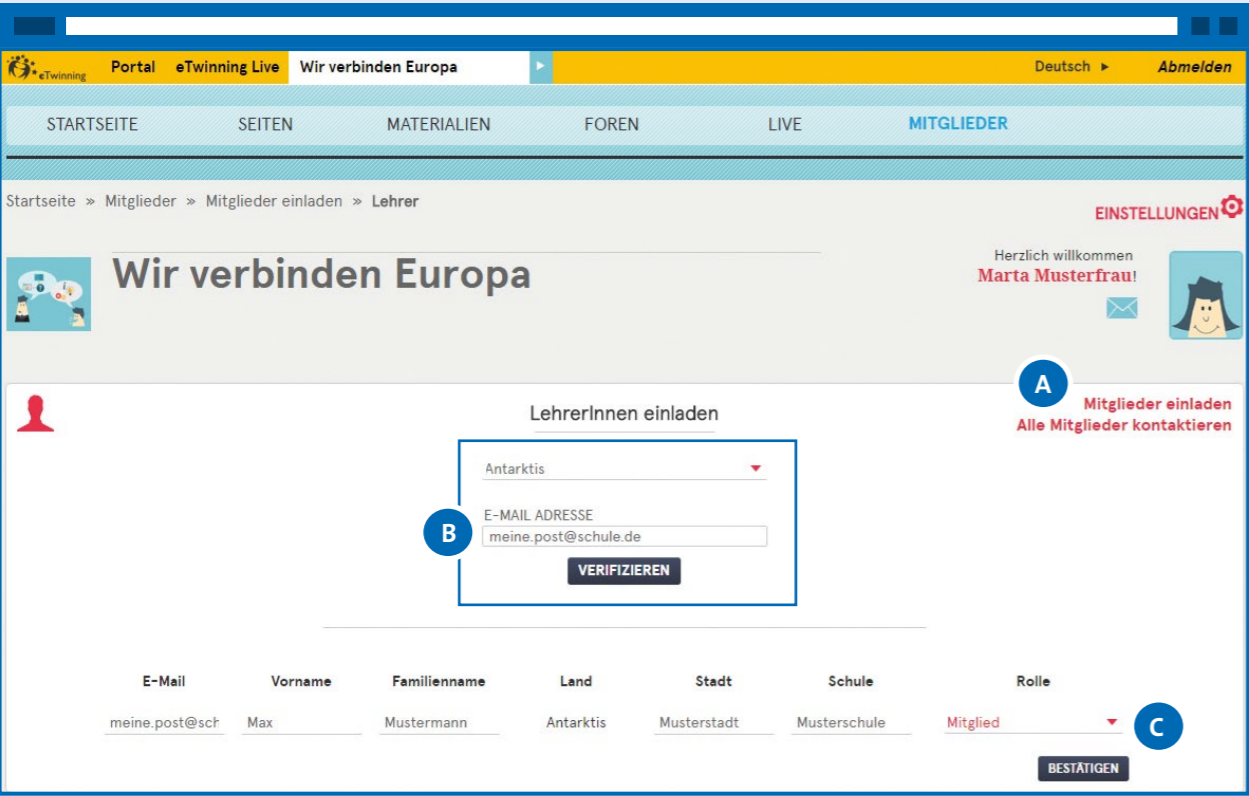 eTwinning Portal eTwinning Live Wir verbinden Europa Deutsch Abmelden
STARTSEITE SEITEN MATERIALIEN FOREN LIVE MITGLIEDER
Startseite » Mitglieder » Mitglieder einladen » Lehrer
EINSTELLUNGEN
Wir verbinden Europa
Herzlich willkommen
Marta Musterfrau!
A
Mitglieder einladen
Alle Mitglieder kontaktieren
LehrerInnen einladen
Antarktis
B
E-MAIL ADRESSE
meine.post@schule.de
VERIFIZIEREN
E-Mail Vorname Familienname Land Stadt Schule Rolle
meine.post@sch Max Mustermann Antarktis Musterstadt Musterschule Mitglied C
BESTÄTIGEN